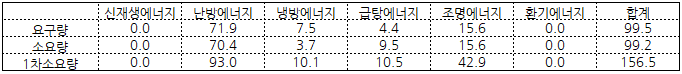 신재생에너지 난방에너지 냉방에너지 급탕에너지 조명에너지 환기에너지 합계
요구량 0.0 71.9 7.5 4.4 15.6 0.0 99.5
소요량 0.0 70.4 3.7 9.5 15.6 0.0 99.2
1차소요량 0.0 93.0 10.1 10.5 42.9 0.0 156.5